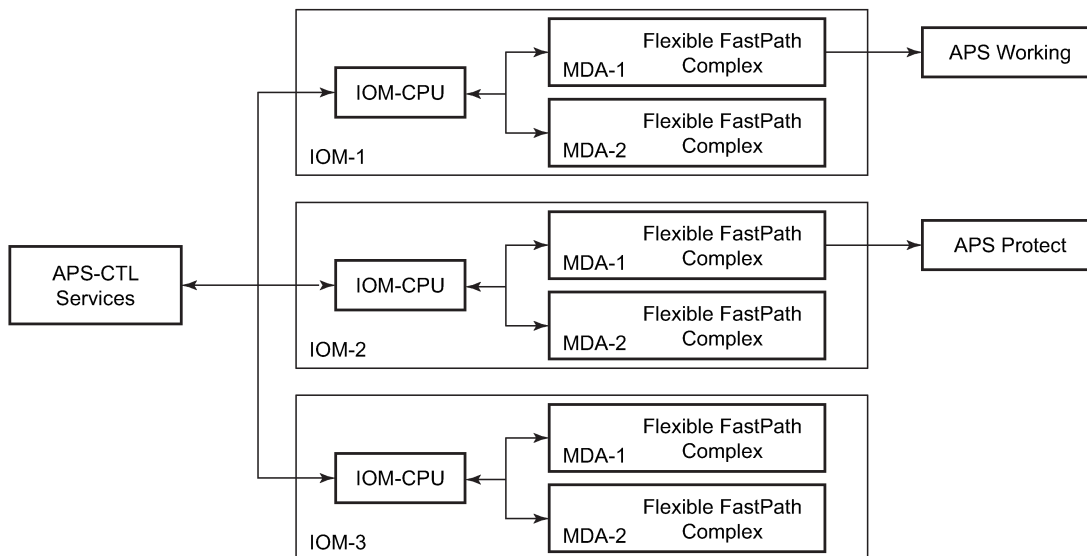 Flexible FastPath
Complex
MDA-1
APS Working
IOM-CPU
Flexible FastPath
Complex
MDA-2
IOM-1
Flexible FastPath
Complex
MDA-1
APS Protect
APS-CTL
Services
IOM-CPU
Flexible FastPath
Complex
MDA-2
IOM-2
Flexible FastPath
Complex
MDA-1
IOM-CPU
Flexible FastPath
Complex
MDA-2
IOM-3